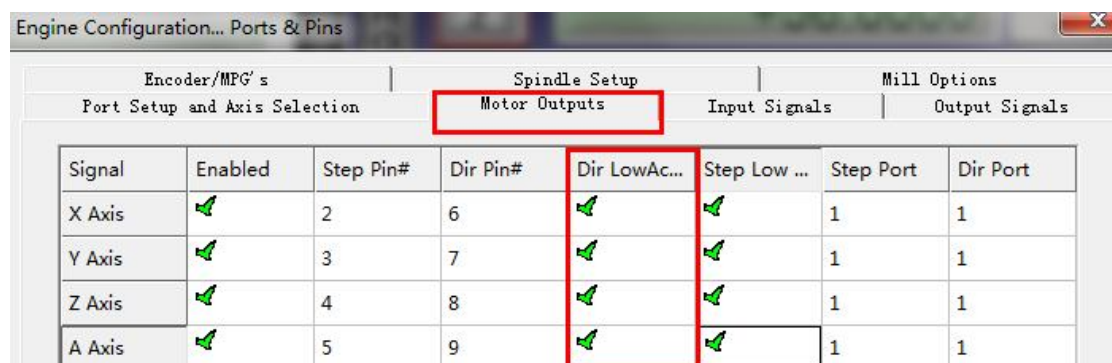 Engine Configuration... Ports & Pins
Encoder/MPG's Spindle Setup Mill Options
Port Setup and Axis Selection Motor Outputs Input Signals Output Signals
Signal Enabled Step Pin# Dir Pin# Dir LowAc... Step Low ... Step Port Dir Port
X Axis 2 6 1 1
Y Axis 3 7 1 1
Z Axis 4 8 1 1
A Axis 5 9 1 1